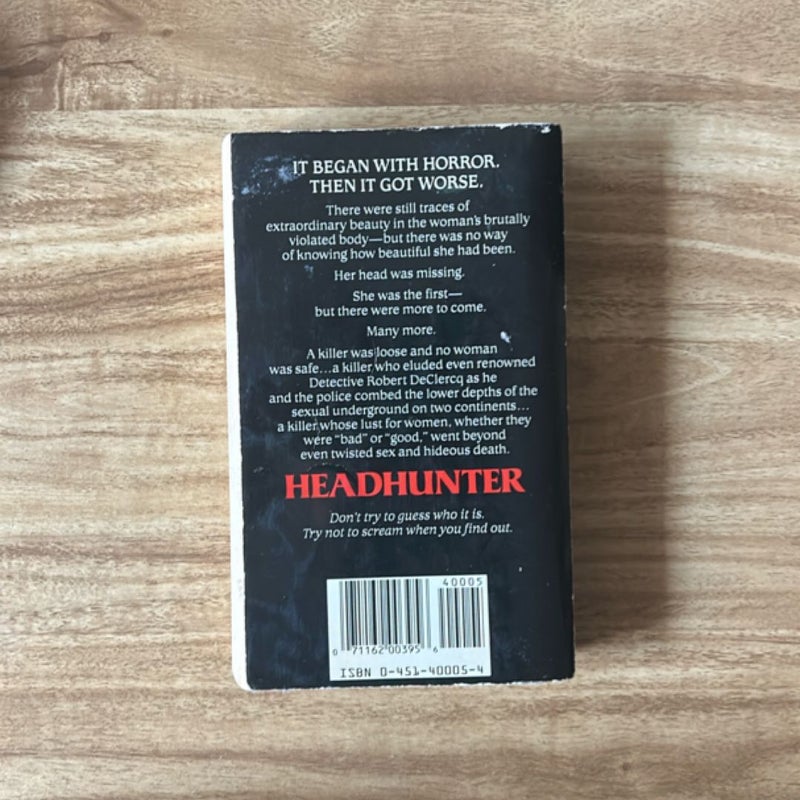 IT BEGAN WITH HORROR.
THEN IT GOT WORSE.
There were still traces of
extraordinary beauty in the woman's brutally
violated body—but there was no way
of knowing how beautiful she had been.
Her head was missing.
She was the first—
but there were more to come.
Many more.
A killer was loose and no woman
was safe...a killer who eluded even renowned
Detective Robert DeClercq as he
and the police combed the lower depths of the
sexual underground on two continents...
a killer whose lust for women, whether they
were "bad" or "good," went beyond
even twisted sex and hideous death.
HEADHUNTER
Don't try to guess who it is.
Try not to scream when you find out.
40005
0 71162 00395 6
ISBN 0-451-40005-4